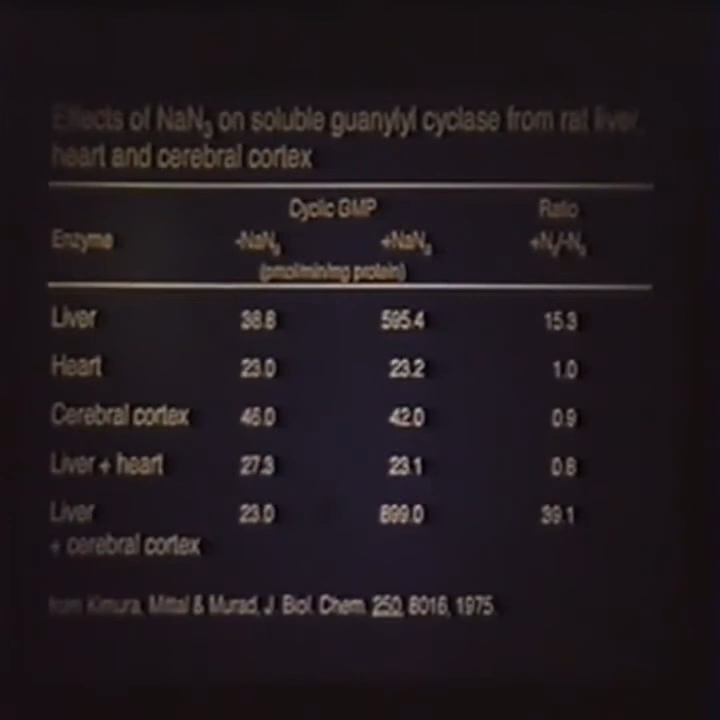 Effects of NaN₃ on soluble guanylyl cyclase from rat liver,
heart and cerebral cortex
Cyclic GMP Ratio
Enzyme -NaN₃ +NaN₃ +N₃/-N₃
(pmol/min/mg protein)
Liver 38.8 595.4 15.3
Heart 23.0 23.2 1.0
Cerebral cortex 46.0 42.0 0.9
Liver + heart 27.3 23.1 0.8
Liver 23.0 899.0 39.1
+ cerebral cortex
from Kimura, Mittal & Murad, J. Biol. Chem. 250, 8016, 1975.